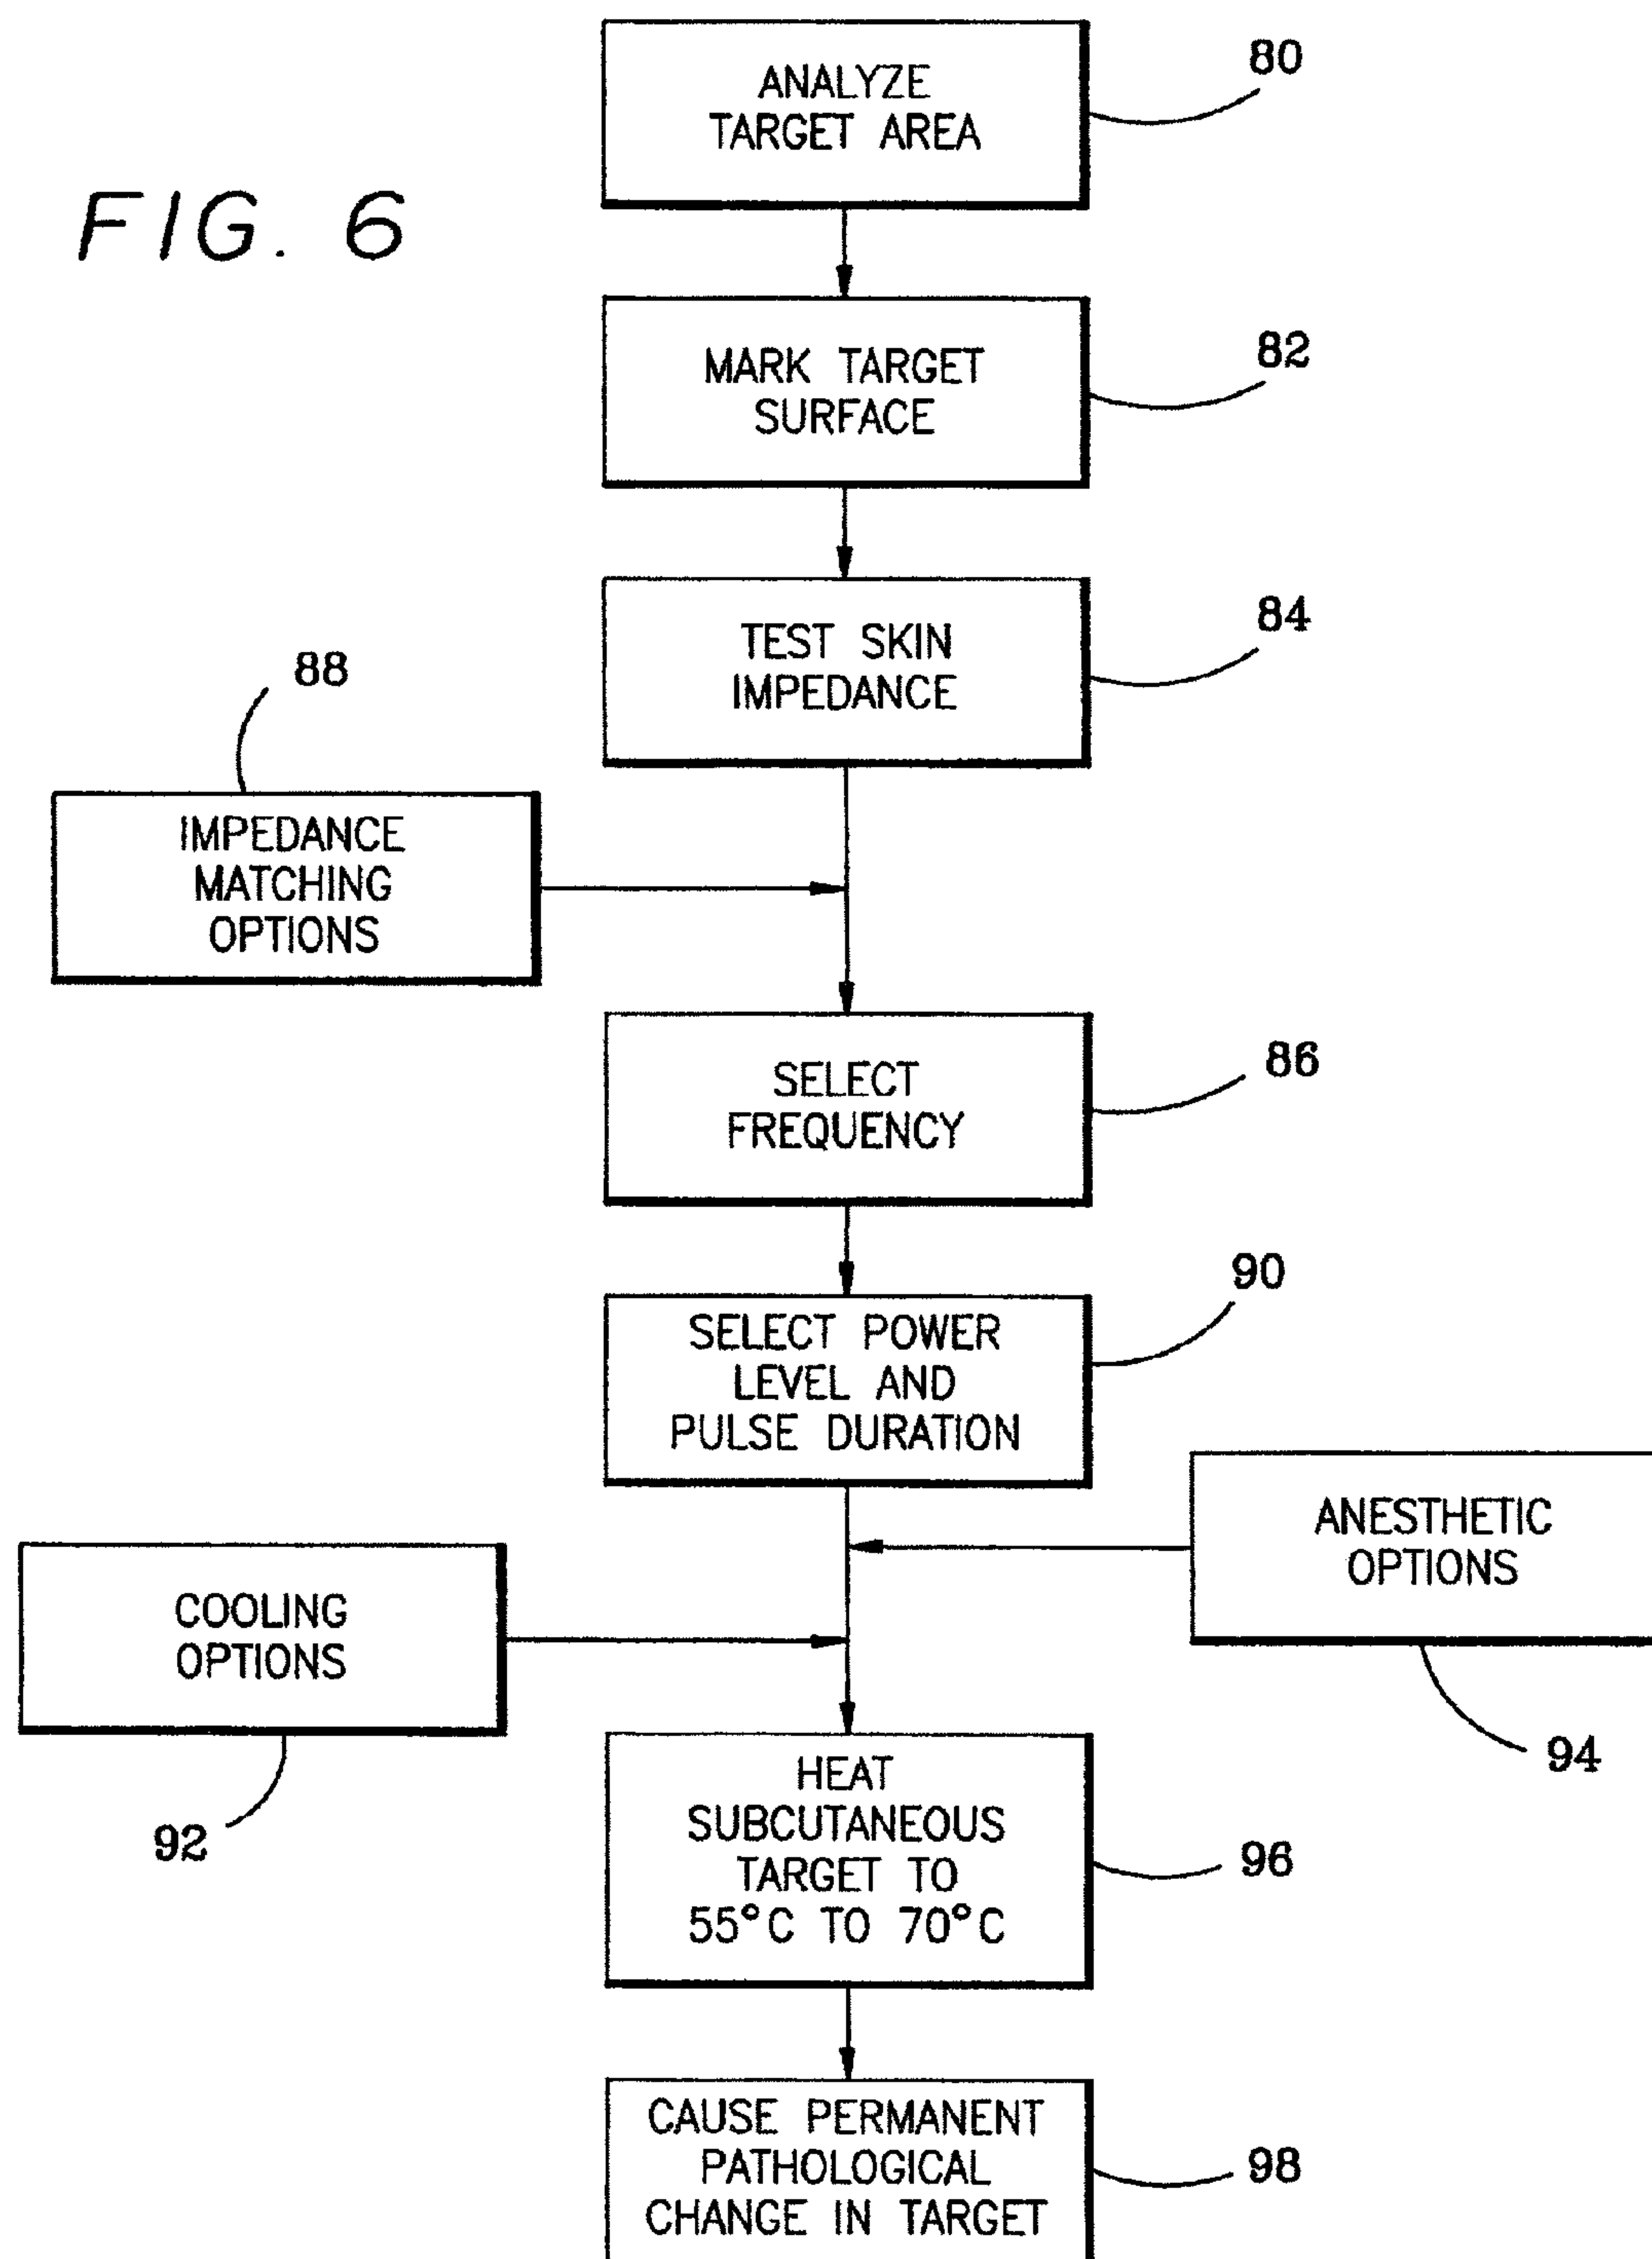 FIG. 6
ANALYZE
TARGET AREA
80
MARK TARGET
SURFACE
82
TEST SKIN
IMPEDANCE
84
88
IMPEDANCE
MATCHING
OPTIONS
SELECT
FREQUENCY
86
SELECT POWER
LEVEL AND
PULSE DURATION
90
ANESTHETIC
OPTIONS
94
COOLING
OPTIONS
92
HEAT
SUBCUTANEOUS
TARGET TO
55°C TO 70°C
96
CAUSE PERMANENT
PATHOLOGICAL
CHANGE IN TARGET
98